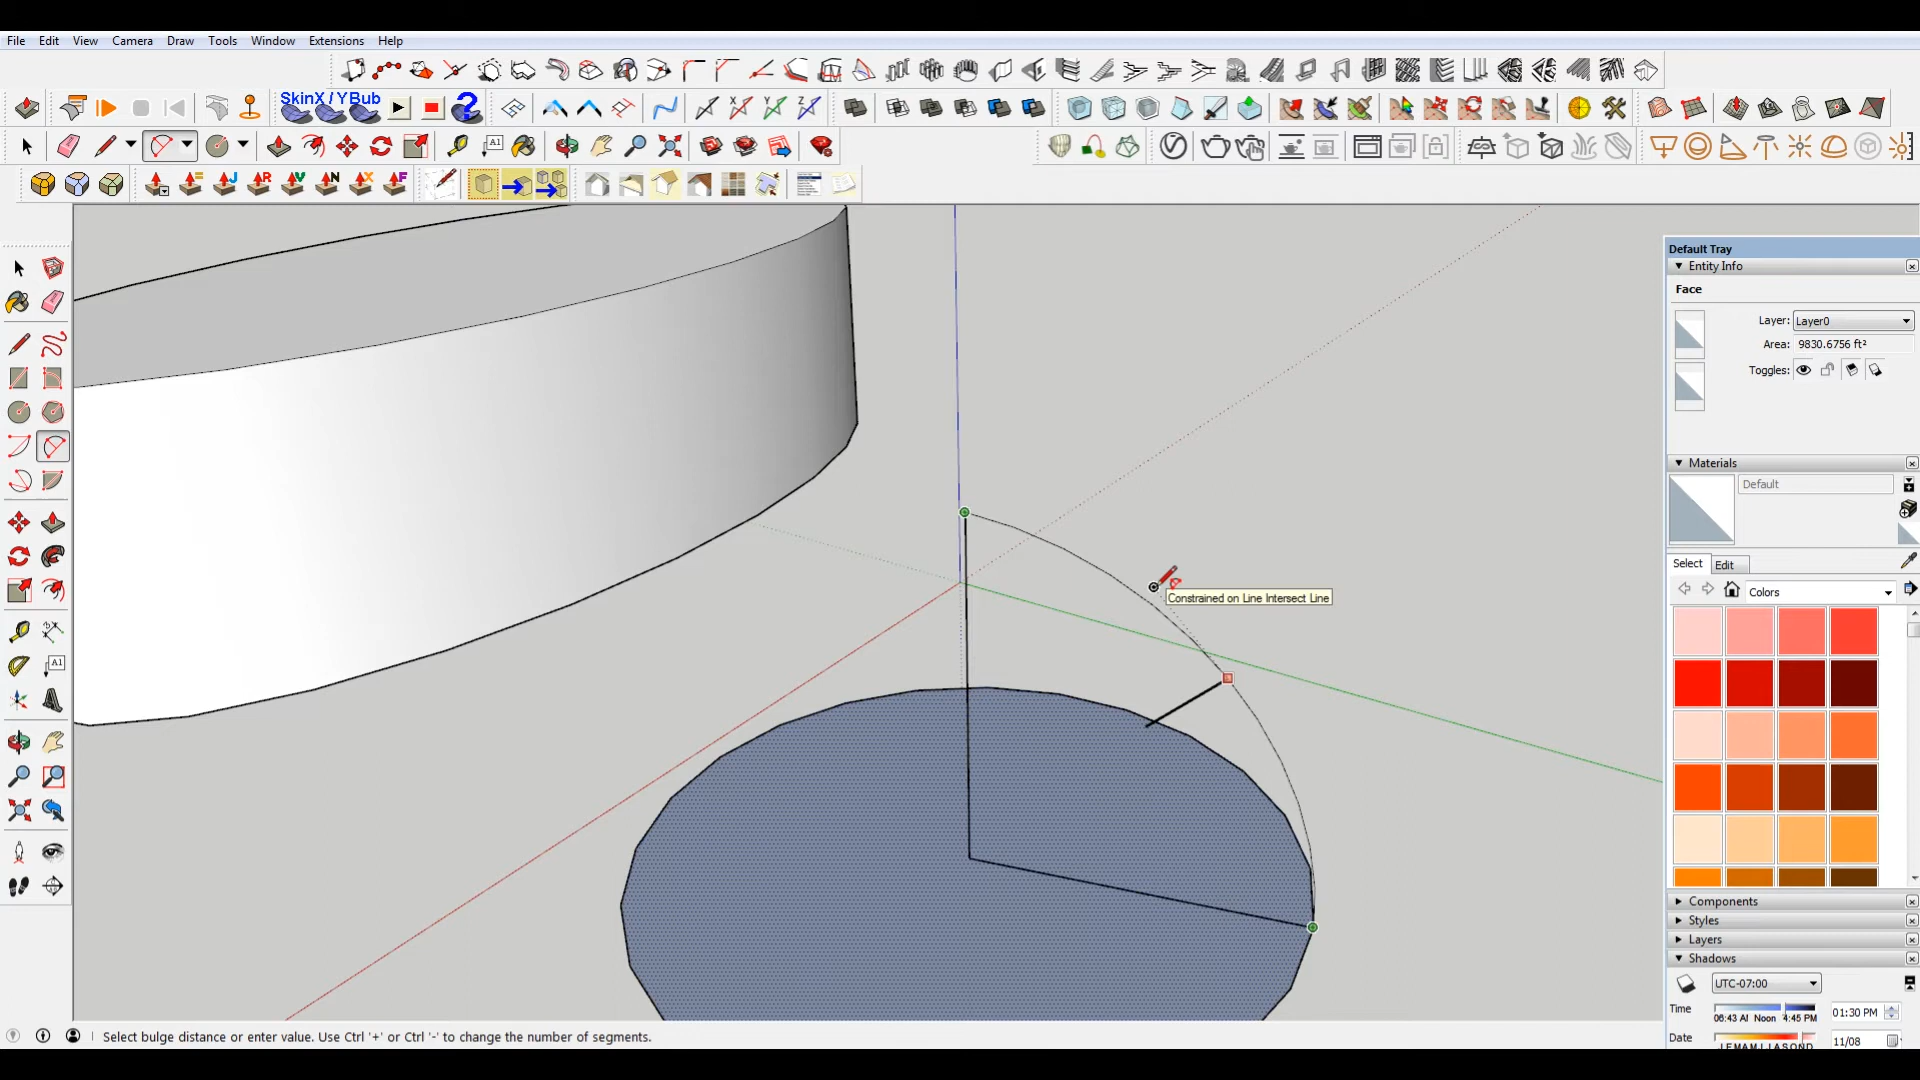 File Edit View Camera Draw Tools Window Extensions Help
SkinX / YBub
?
X Y Z
A1
J R V N X F
Default Tray
Entity Info
Face
Layer: Layer0
Area: 9830.6756 ft²
Toggles:
Materials
Default
Select Edit
Colors
A1
Constrained on Line Intersect Line
Components
Styles
Layers
Shadows
UTC-07:00
Time 06:43 AI Noon 4:45 PM 01:30 PM
Date J F M A M J J A S O N D 11/08
Select bulge distance or enter value. Use Ctrl '+' or Ctrl '-' to change the number of segments.